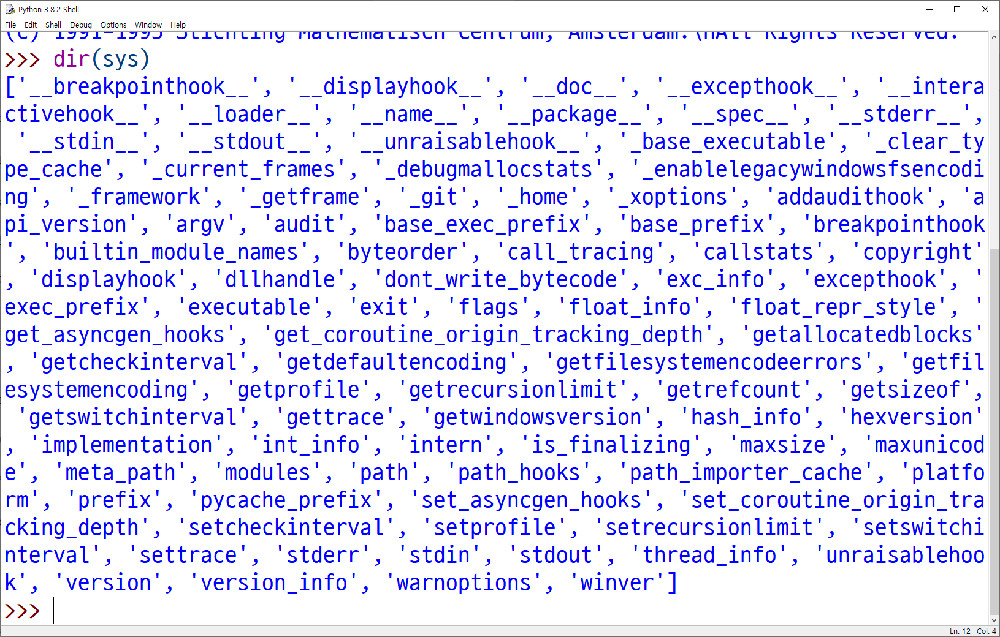 Python 3.8.2 Shell
File Edit Shell Debug Options Window Help
(c) 1991-1995 Stichting Mathematisch Centrum, Amsterdam.\nAll Rights Reserved.'
>>> dir(sys)
['__breakpointhook__', '__displayhook__', '__doc__', '__excepthook__', '__intera
ctivehook__', '__loader__', '__name__', '__package__', '__spec__', '__stderr__',
 '__stdin__', '__stdout__', '__unraisablehook__', '_base_executable', '_clear_ty
pe_cache', '_current_frames', '_debugmallocstats', '_enablelegacywindowsfsencodi
ng', '_framework', '_getframe', '_git', '_home', '_xoptions', 'addaudithook', 'a
pi_version', 'argv', 'audit', 'base_exec_prefix', 'base_prefix', 'breakpointhook
', 'builtin_module_names', 'byteorder', 'call_tracing', 'callstats', 'copyright'
, 'displayhook', 'dllhandle', 'dont_write_bytecode', 'exc_info', 'excepthook', '
exec_prefix', 'executable', 'exit', 'flags', 'float_info', 'float_repr_style', '
get_asyncgen_hooks', 'get_coroutine_origin_tracking_depth', 'getallocatedblocks'
, 'getcheckinterval', 'getdefaultencoding', 'getfilesystemencodeerrors', 'getfil
esystemencoding', 'getprofile', 'getrecursionlimit', 'getrefcount', 'getsizeof',
 'getswitchinterval', 'gettrace', 'getwindowsversion', 'hash_info', 'hexversion'
, 'implementation', 'int_info', 'intern', 'is_finalizing', 'maxsize', 'maxunicod
e', 'meta_path', 'modules', 'path', 'path_hooks', 'path_importer_cache', 'platfo
rm', 'prefix', 'pycache_prefix', 'set_asyncgen_hooks', 'set_coroutine_origin_tra
cking_depth', 'setcheckinterval', 'setprofile', 'setrecursionlimit', 'setswitchi
nterval', 'settrace', 'stderr', 'stdin', 'stdout', 'thread_info', 'unraisablehoo
k', 'version', 'version_info', 'warnoptions', 'winver']
>>>
Ln: 12 Col: 4